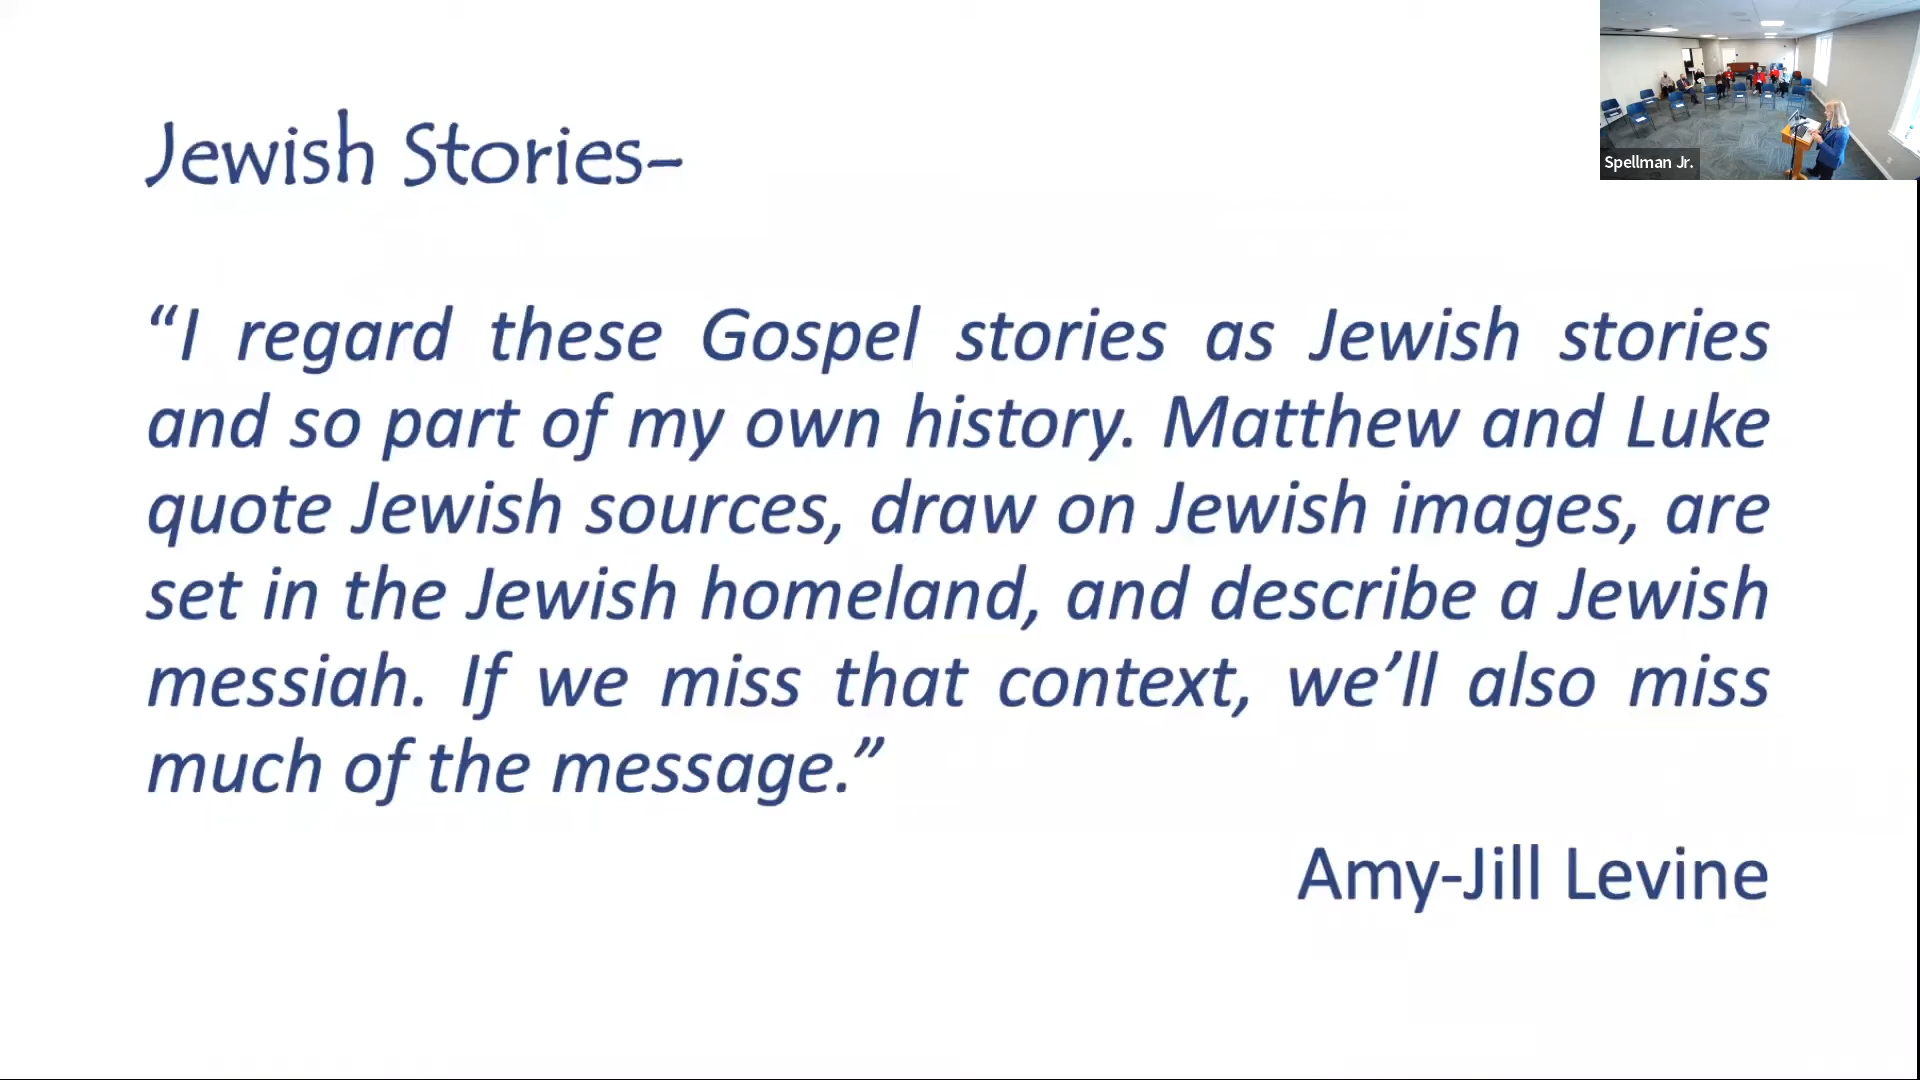 Jewish Stories–
Spellman Jr.
“I regard these Gospel stories as Jewish stories
and so part of my own history. Matthew and Luke
quote Jewish sources, draw on Jewish images, are
set in the Jewish homeland, and describe a Jewish
messiah. If we miss that context, we’ll also miss
much of the message.”
Amy-Jill Levine